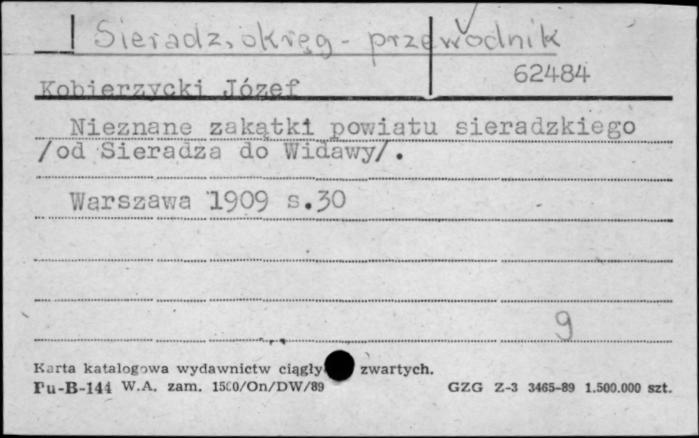 Sieradz, okręg - przewodnik
62484
Kobierzycki Józef
Nieznane zakątki powiatu sieradzkiego
/od Sieradza do Widawy/.
Warszawa 1909 s.30
9
Karta katalogowa wydawnictw ciągły zwartych.
Pu-B-144 W.A. zam. 1500/On/DW/89 GZG Z-3 3465-89 1.500.000 szt.